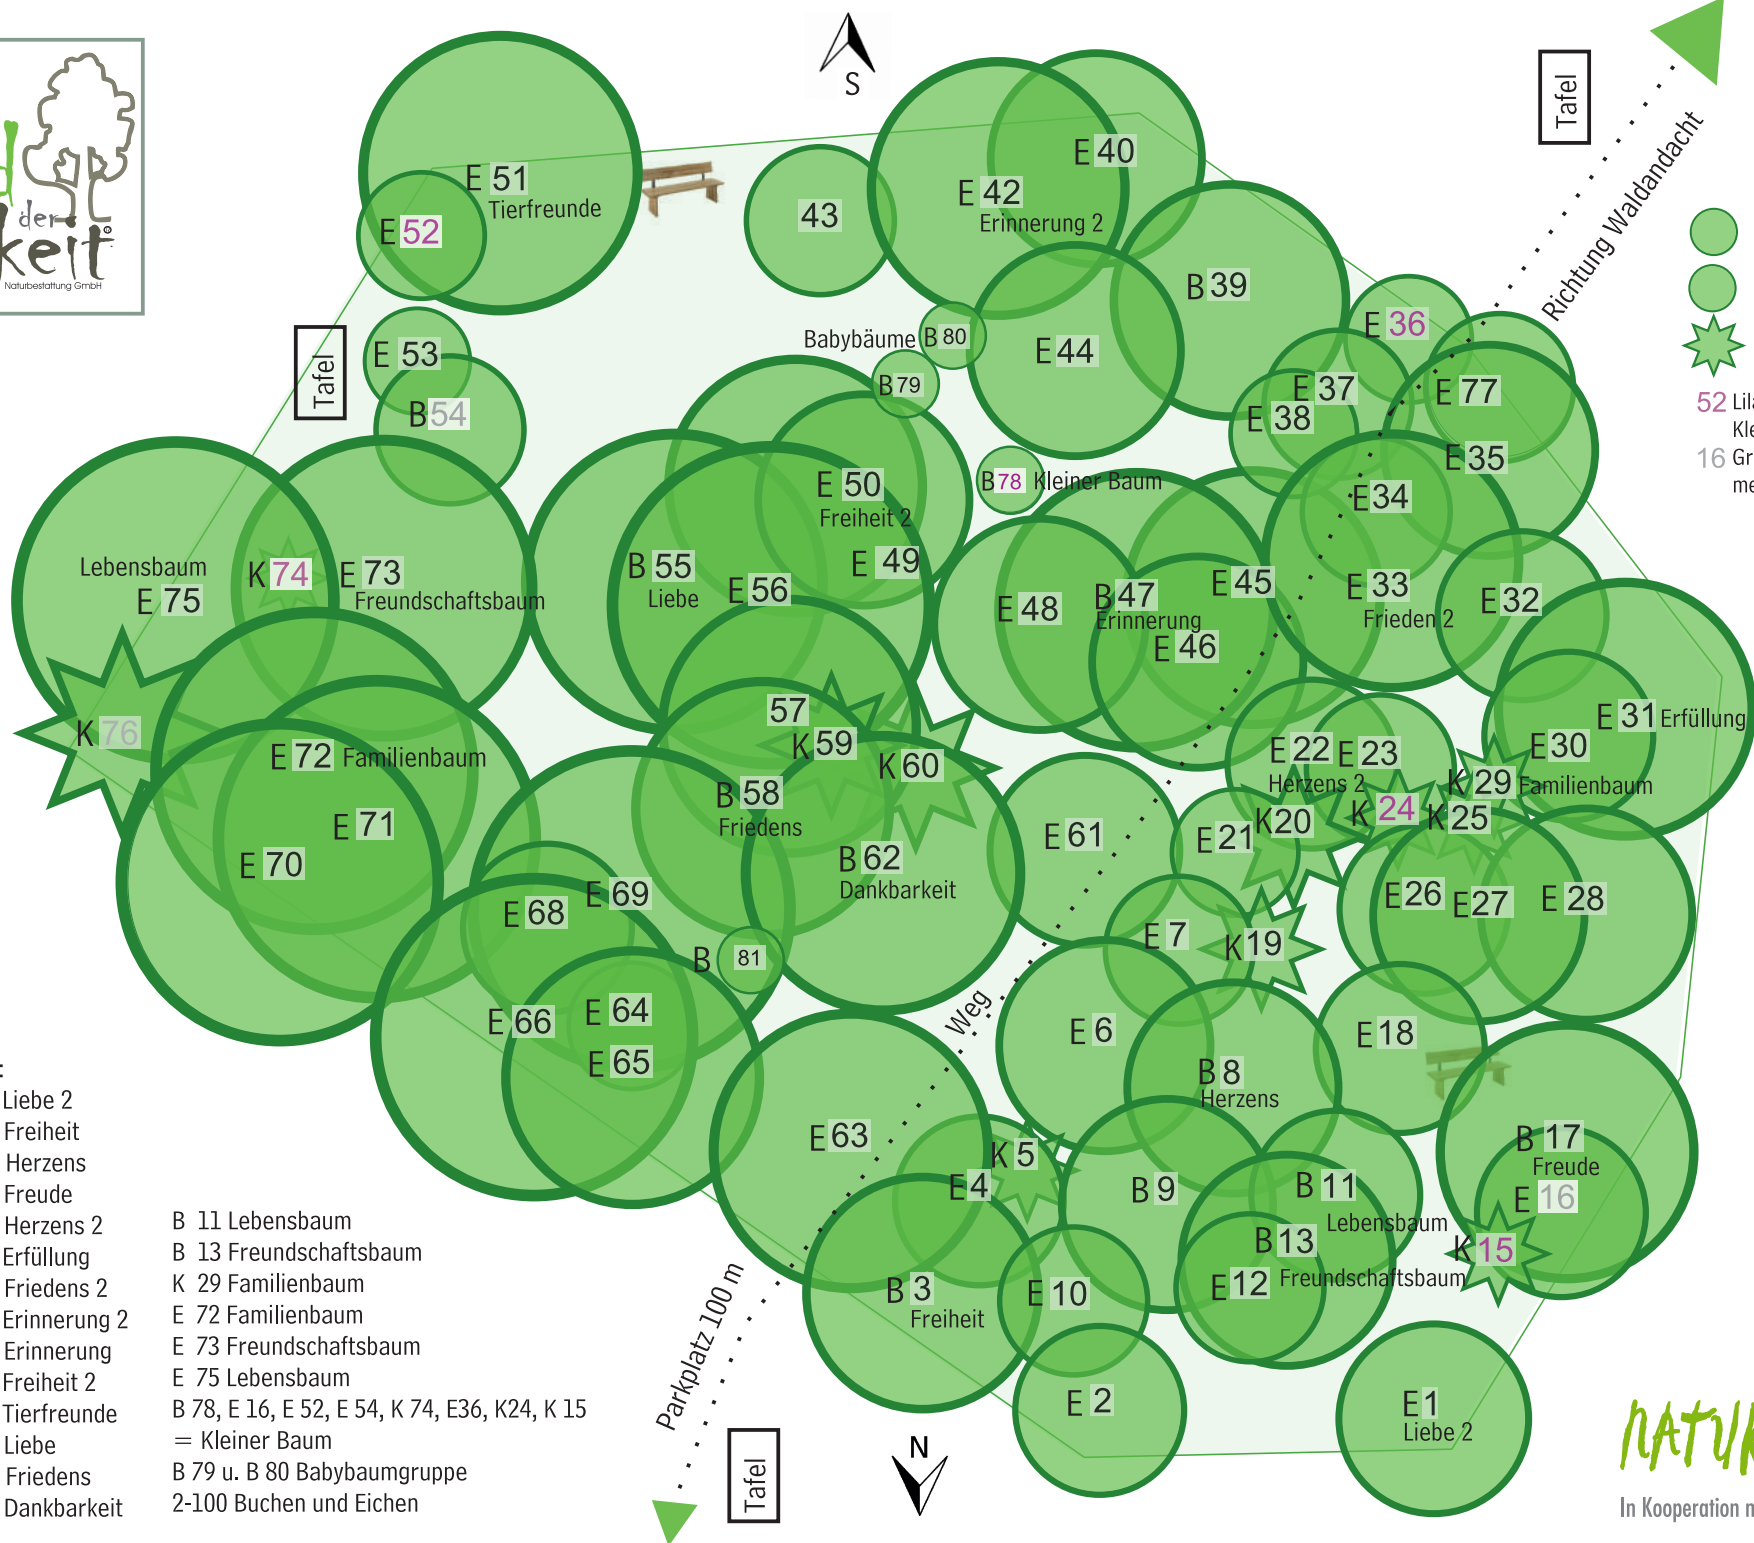 der
keit
Naturbestattung GmbH
S
Tafel
Richtung Waldandacht
E 51
Tierfreunde
E 52
43
E 40
E 42
Erinnerung 2
B 39
E 36
E 53
Tafel
B 54
Babybäume
B 80
B 79
E 44
E 37
E 38
E 77
52
16
E 35
B 78 Kleiner Baum
E 34
E 50
Freiheit 2
E 49
Lebensbaum
E 75
K 74
E 73
Freundschaftsbaum
B 55
Liebe
E 56
E 48
B 47
Erinnerung
E 46
E 45
E 33
Frieden 2
E 32
E 31 Erfüllung
E 30
K 76
E 72 Familienbaum
E 71
E 70
57
K 59
K 60
B 58
Friedens
B 62
Dankbarkeit
E 61
E 22
Herzens 2
E 23
K 29 Familienbaum
K 24
K 25
K 20
E 21
E 26
E 27
E 28
E 69
E 68
B 81
E 7
K 19
Weg
E 66
E 64
E 65
E 6
B 8
Herzens
E 18
E 63
K 5
E 4
B 9
B 11
Lebensbaum
B 13
Freundschaftsbaum
E 12
B 17
Freude
E 16
K 15
B 3
Freiheit
E 10
E 2
E 1
Liebe 2
Parkplatz 100 m
Tafel
N
Liebe 2
Freiheit
Herzens
Freude
Herzens 2
Erfüllung
Friedens 2
Erinnerung 2
Erinnerung
Freiheit 2
Tierfreunde
Liebe
Friedens
Dankbarkeit
B 11 Lebensbaum
B 13 Freundschaftsbaum
K 29 Familienbaum
E 72 Familienbaum
E 73 Freundschaftsbaum
E 75 Lebensbaum
B 78, E 16, E 52, E 54, K 74, E36, K24, K 15
= Kleiner Baum
B 79 u. B 80 Babybaumgruppe
2-100 Buchen und Eichen
In Kooperation